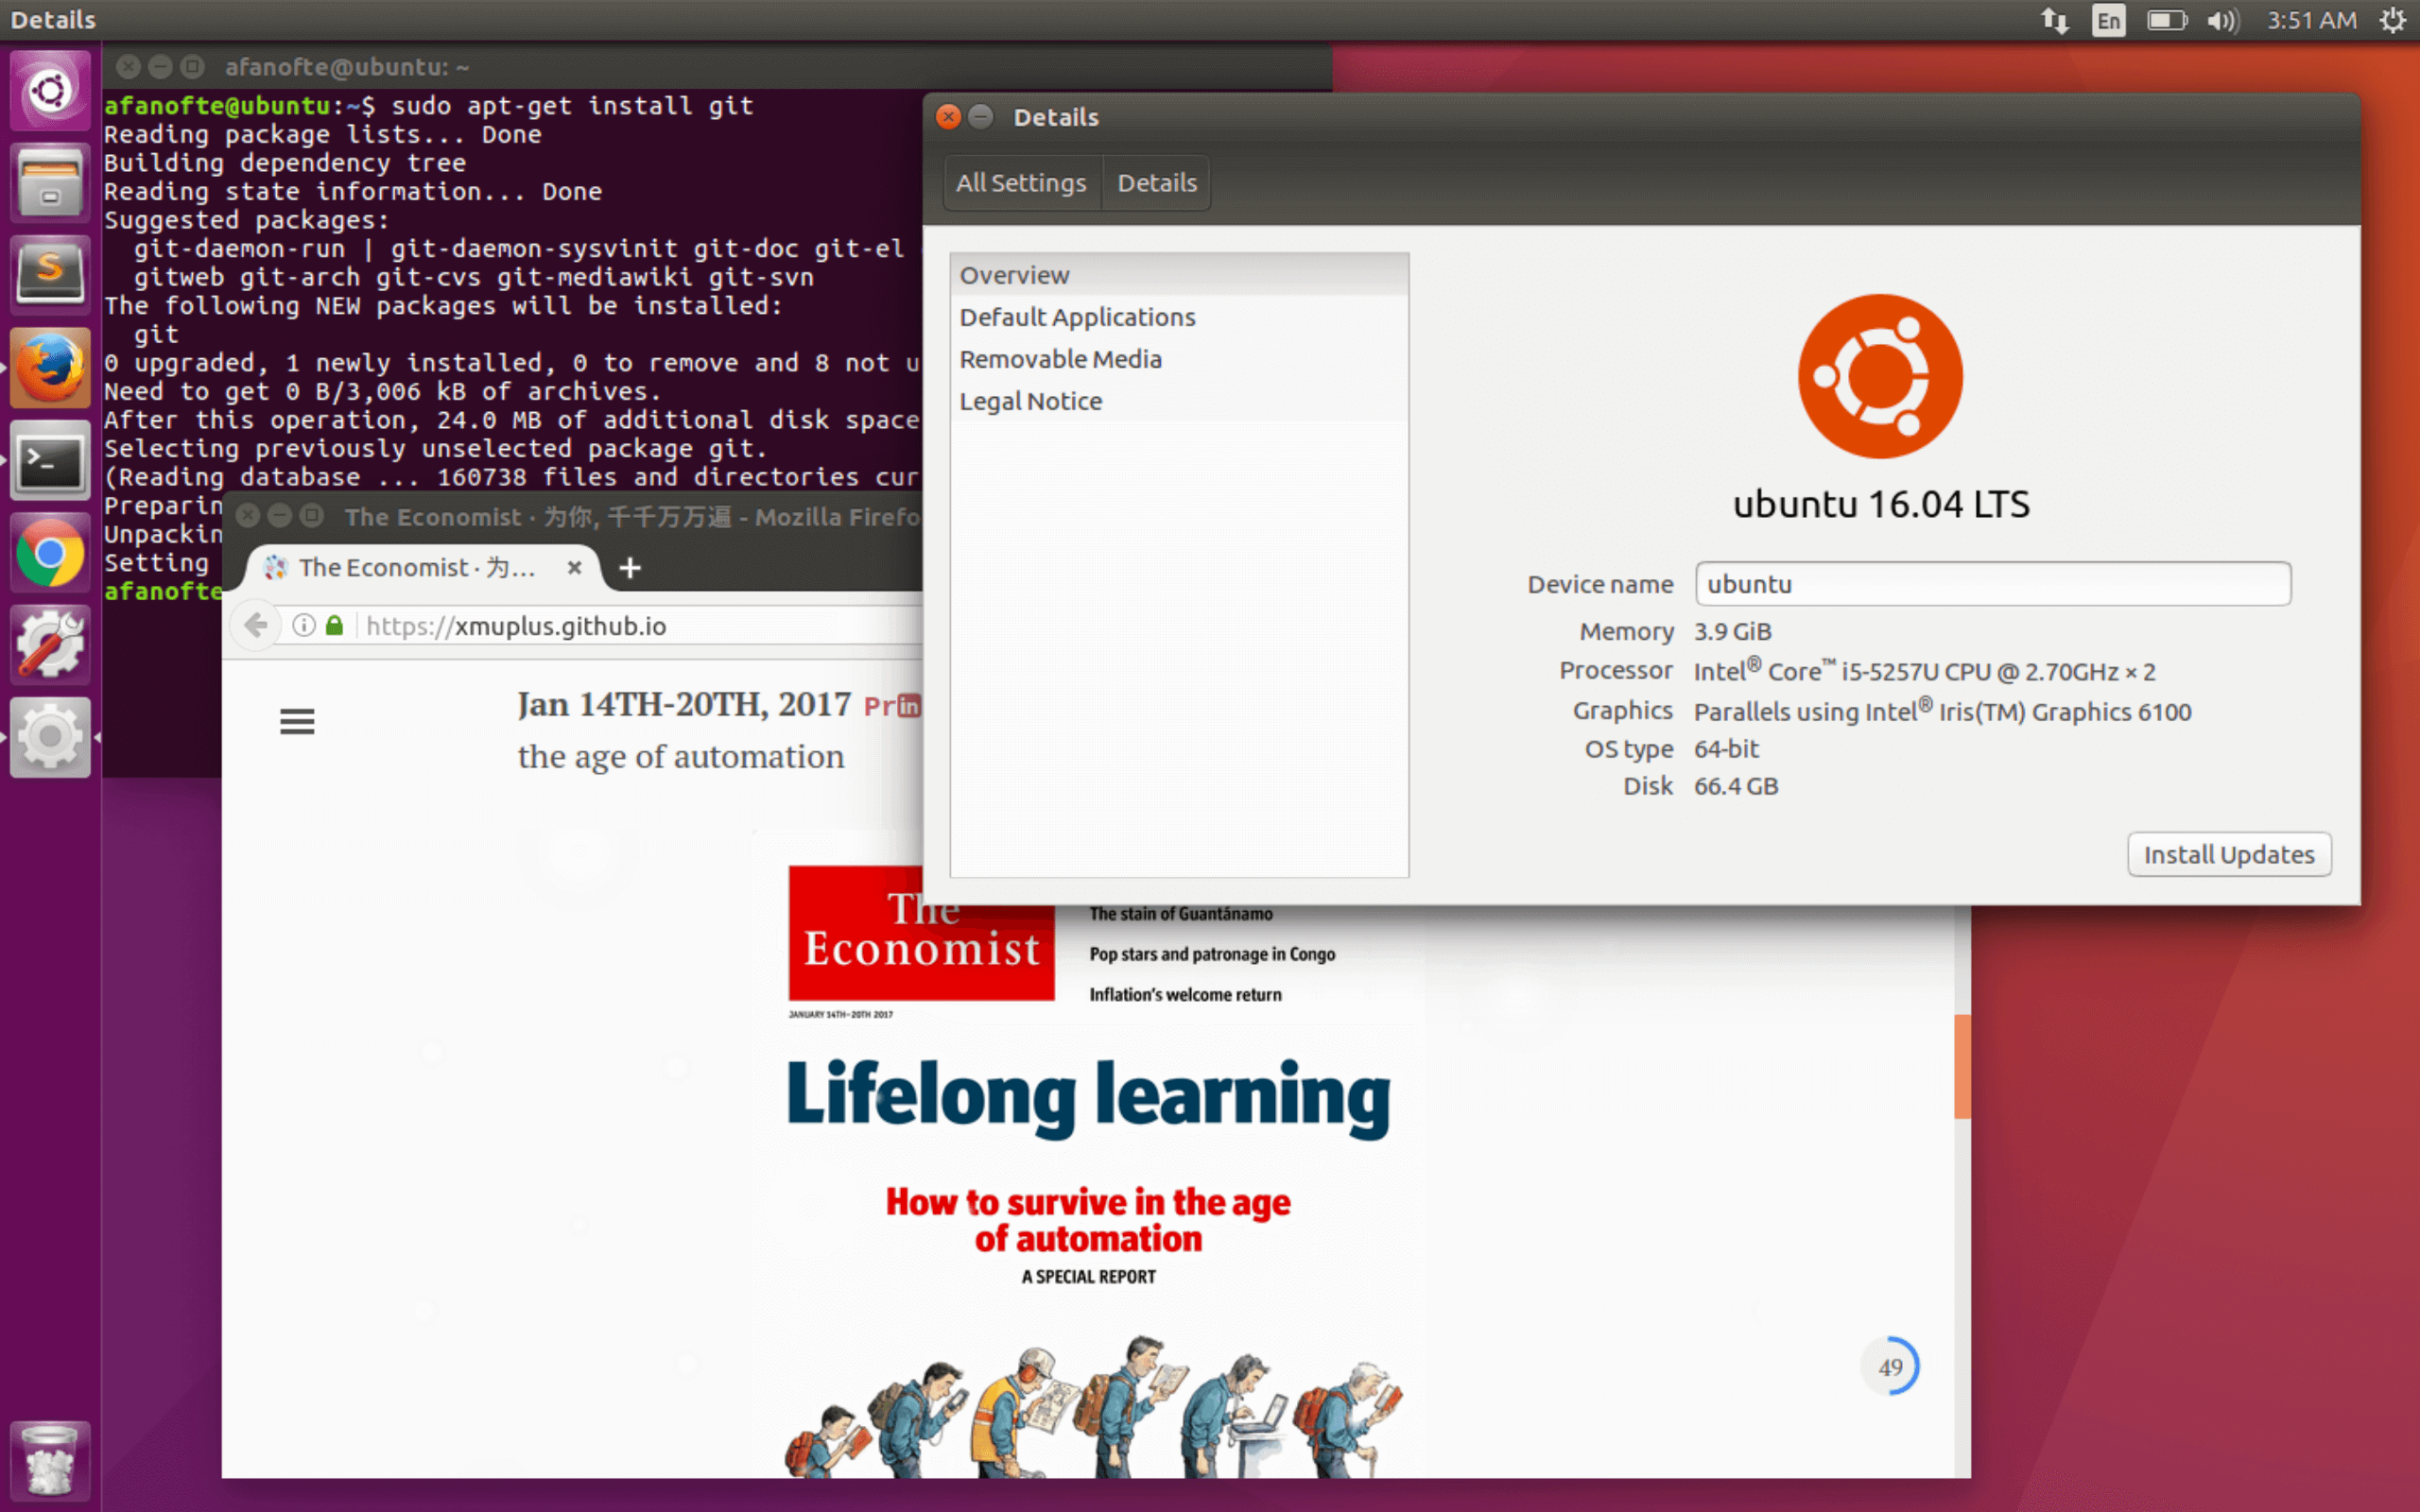 Details
En
3:51 AM
afanofte@ubuntu: ~
afanofte@ubuntu:~$ sudo apt-get install git
Reading package lists... Done
Building dependency tree
Reading state information... Done
Suggested packages:
git-daemon-run | git-daemon-sysvinit git-doc git-el
gitweb git-arch git-cvs git-mediawiki git-svn
The following NEW packages will be installed:
git
0 upgraded, 1 newly installed, 0 to remove and 8 not u
Need to get 0 B/3,006 kB of archives.
After this operation, 24.0 MB of additional disk space
Selecting previously unselected package git.
(Reading database ... 160738 files and directories cur
Preparin
Unpackin
Setting
afanofte
Details
All Settings
Details
Overview
Default Applications
Removable Media
Legal Notice
ubuntu 16.04 LTS
Device name ubuntu
Memory 3.9 GiB
Processor Intel® Core™ i5-5257U CPU @ 2.70GHz × 2
Graphics Parallels using Intel® Iris(TM) Graphics 6100
OS type 64-bit
Disk 66.4 GB
Install Updates
The Economist · 为你, 千千万万遍 - Mozilla Firefo
The Economist · 为...
https://xmuplus.github.io
Jan 14TH-20TH, 2017 Pr in
the age of automation
The
Economist
JANUARY 14TH–20TH 2017
The stain of Guantánamo
Pop stars and patronage in Congo
Inflation's welcome return
Lifelong learning
How to survive in the age
of automation
A SPECIAL REPORT
49